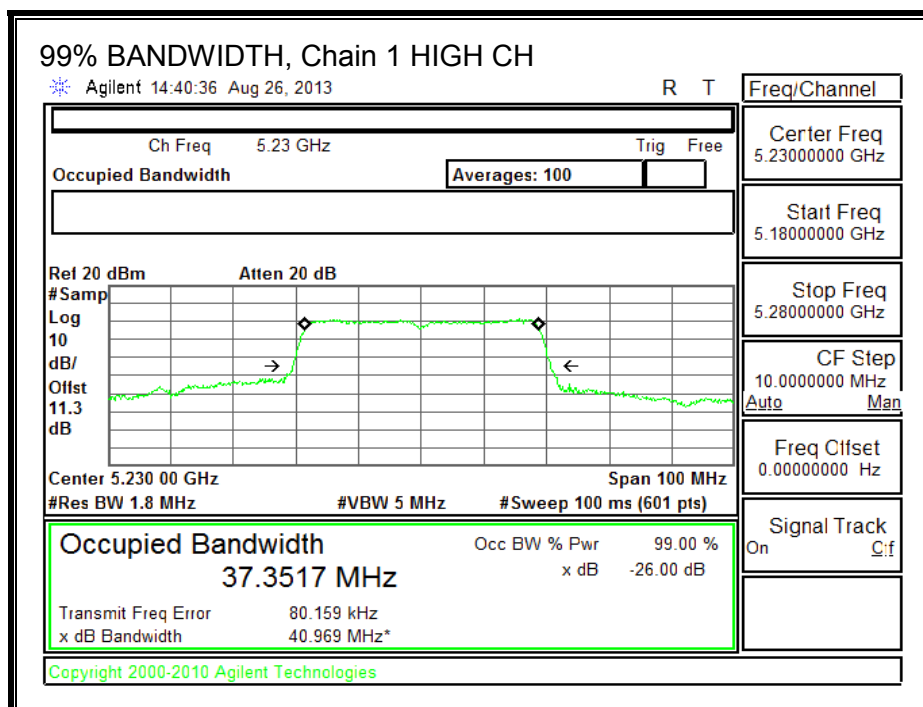 99% BANDWIDTH, Chain 1 HIGH CH
Agilent 14:40:36 Aug 26, 2013 R T
Freq/Channel
Ch Freq 5.23 GHz Trig Free
Occupied Bandwidth Averages: 100
Center Freq
5.23000000 GHz
Start Freq
5.18000000 GHz
Stop Freq
5.28000000 GHz
CF Step
10.0000000 MHz
Auto Man
Freq Offset
0.00000000 Hz
Signal Track
On Off
Ref 20 dBm Atten 20 dB
#Samp
Log
10
dB/
Offst
11.3
dB
Center 5.230 00 GHz Span 100 MHz
#Res BW 1.8 MHz #VBW 5 MHz #Sweep 100 ms (601 pts)
Occupied Bandwidth Occ BW % Pwr 99.00 %
37.3517 MHz x dB -26.00 dB
Transmit Freq Error 80.159 kHz
x dB Bandwidth 40.969 MHz*
Copyright 2000-2010 Agilent Technologies